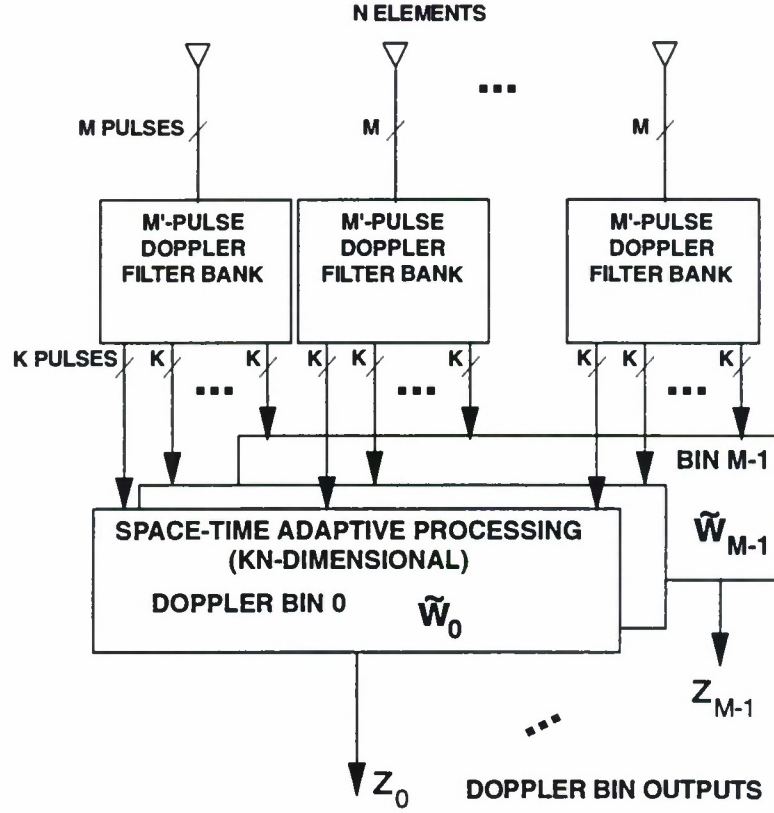 N ELEMENTS
...
M PULSES M M
M'-PULSE DOPPLER FILTER BANK
M'-PULSE DOPPLER FILTER BANK
M'-PULSE DOPPLER FILTER BANK
K PULSES K K K K K K K K
... ... ...
BIN M-1
W̃M-1
SPACE-TIME ADAPTIVE PROCESSING
(KN-DIMENSIONAL)
DOPPLER BIN 0 W̃0
ZM-1
...
Z0
DOPPLER BIN OUTPUTS